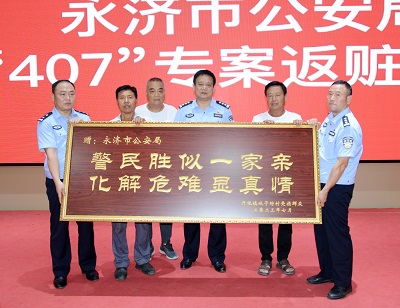 永济市公安局
“407”专案返赃
赠：永济市公安局
警民胜似一家亲
化解危难显真情